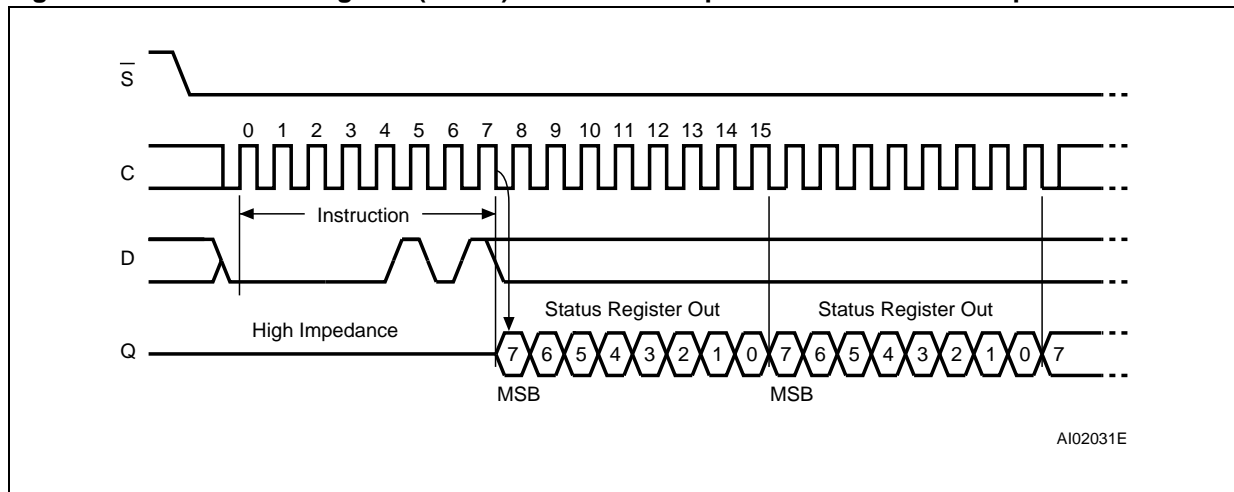 S
0 1 2 3 4 5 6 7 8 9 10 11 12 13 14 15
C
Instruction
D
Status Register Out Status Register Out
High Impedance
Q 7 6 5 4 3 2 1 0 7 6 5 4 3 2 1 0 7
MSB MSB
AI02031E